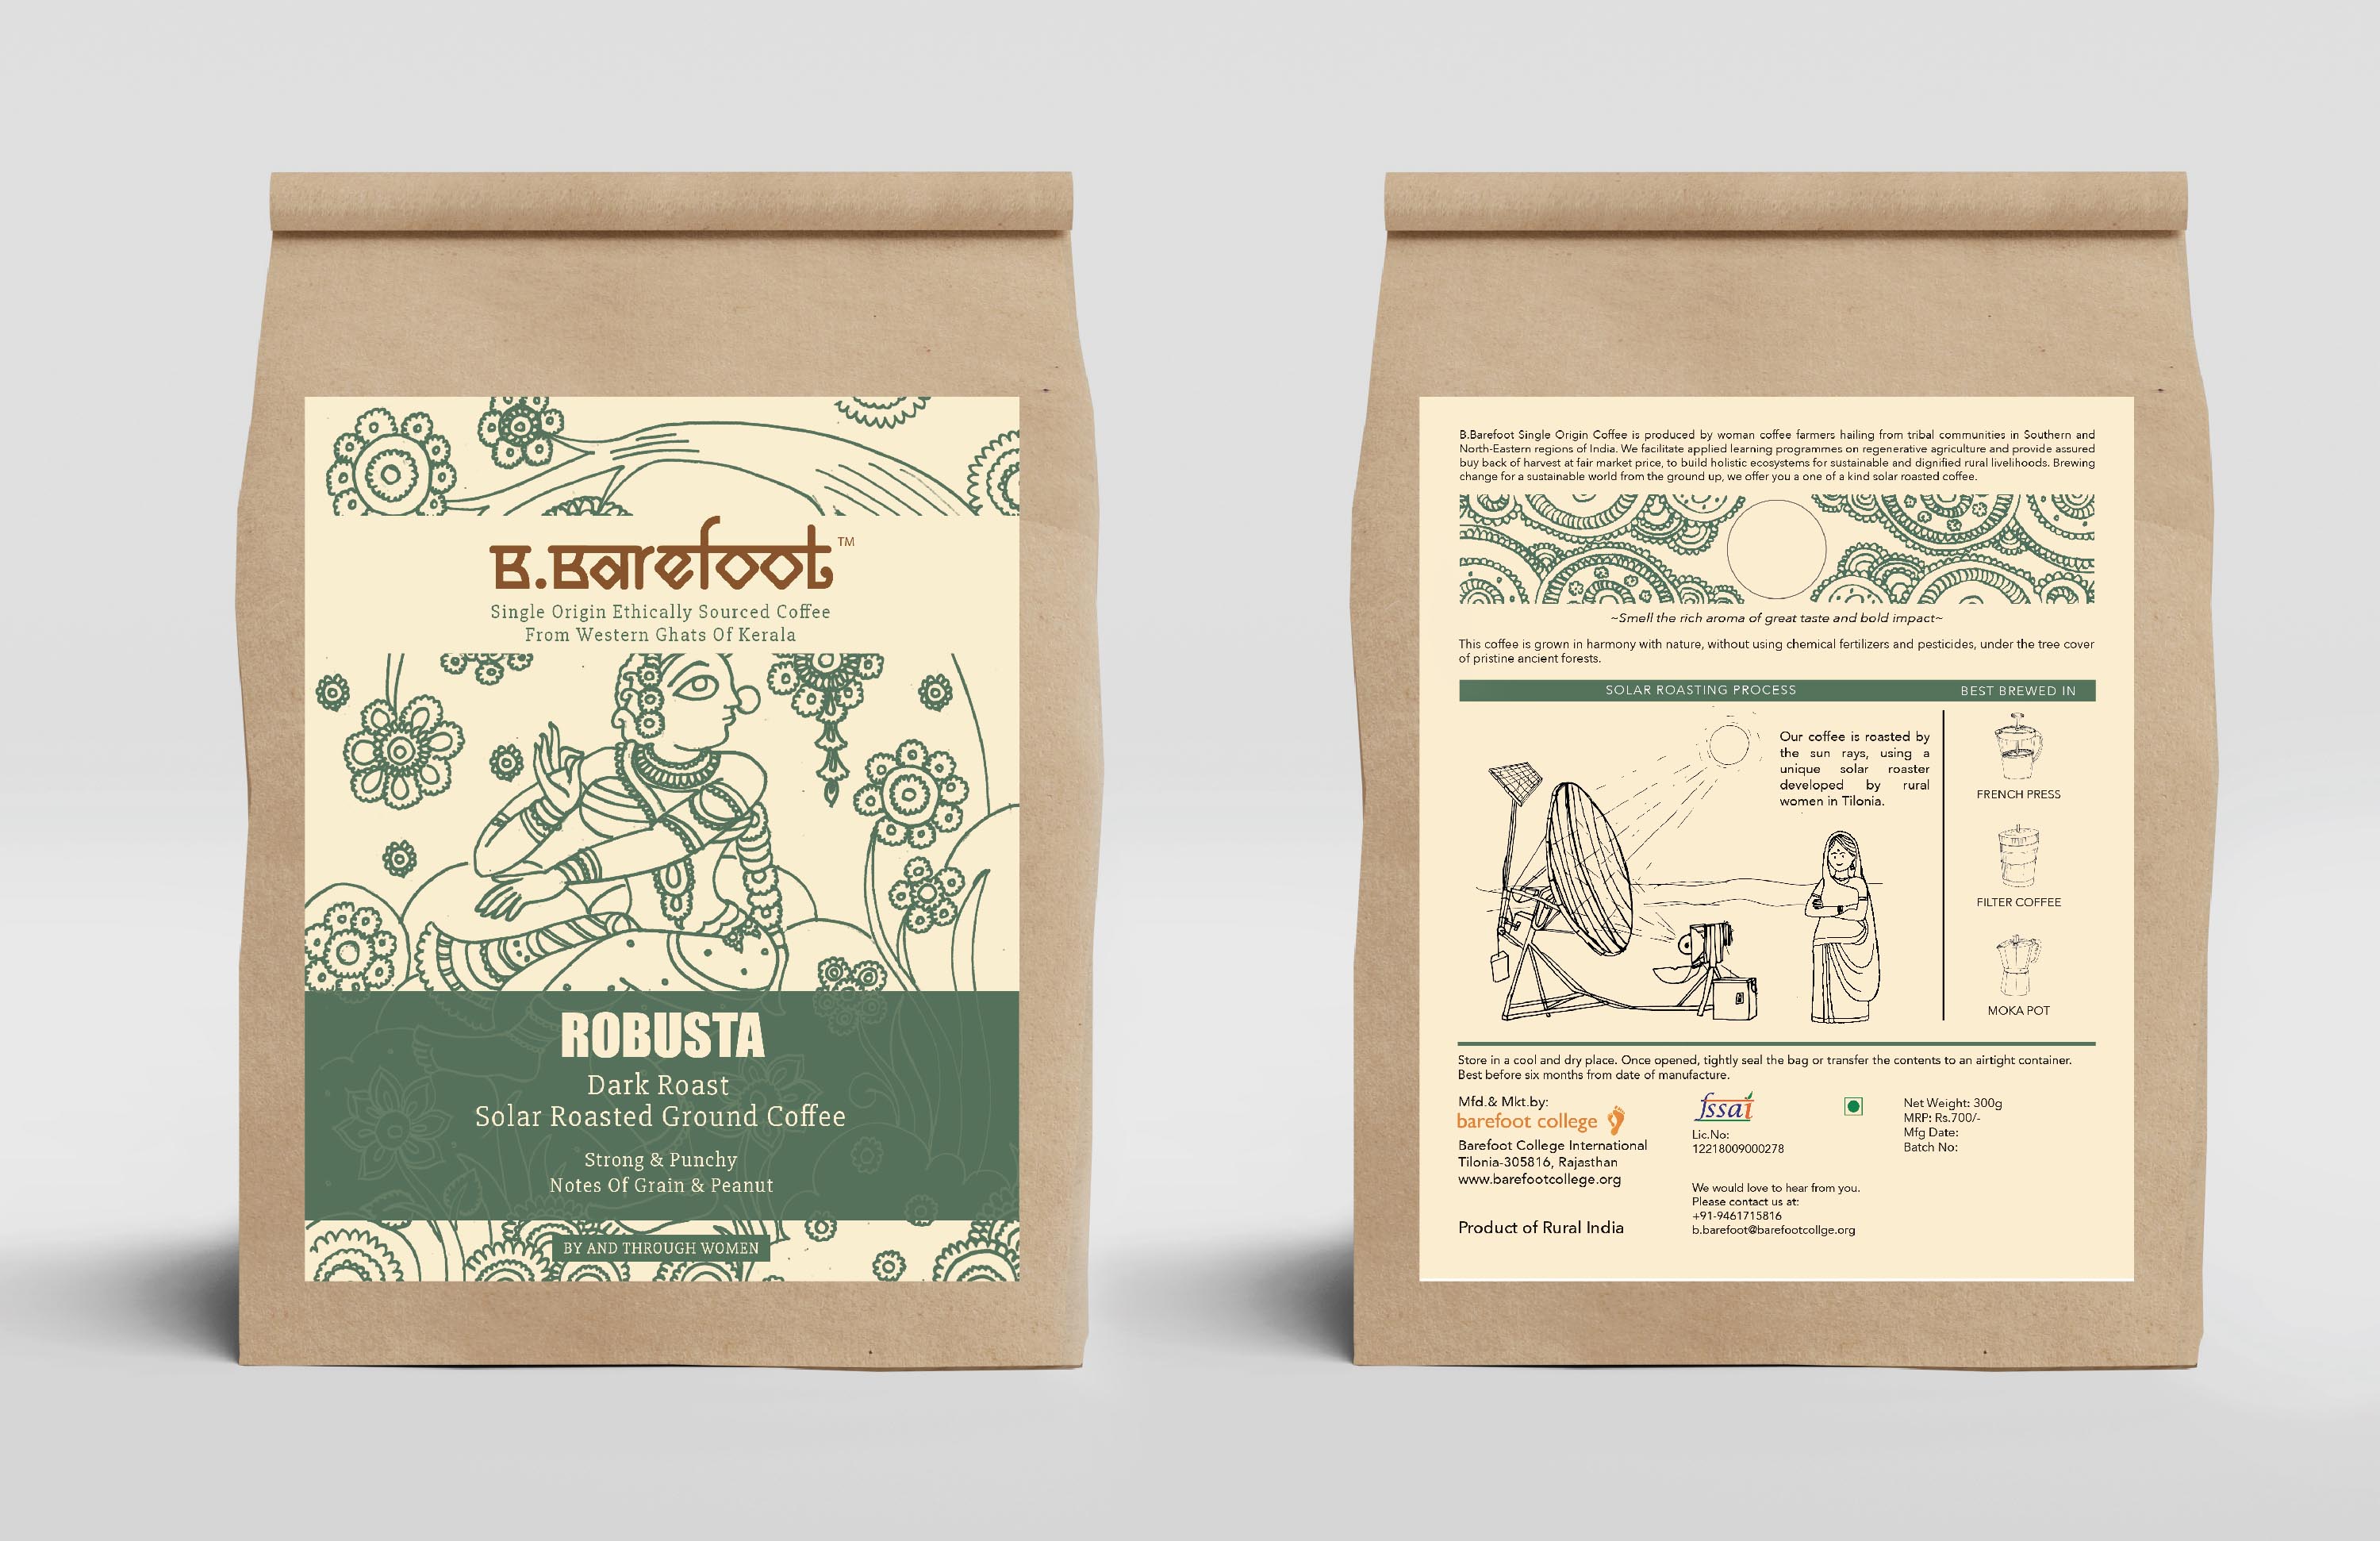 B.Barefoot™
Single Origin Ethically Sourced Coffee
From Western Ghats Of Kerala
ROBUSTA
Dark Roast
Solar Roasted Ground Coffee
Strong & Punchy
Notes Of Grain & Peanut
BY AND THROUGH WOMEN
B.Barefoot Single Origin Coffee is produced by woman coffee farmers hailing from tribal communities in Southern and
North-Eastern regions of India. We facilitate applied learning programmes on regenerative agriculture and provide assured
buy back of harvest at fair market price, to build holistic ecosystems for sustainable and dignified rural livelihoods. Brewing
change for a sustainable world from the ground up, we offer you a one of a kind solar roasted coffee.
~Smell the rich aroma of great taste and bold impact~
This coffee is grown in harmony with nature, without using chemical fertilizers and pesticides, under the tree cover
of pristine ancient forests.
SOLAR ROASTING PROCESS
Our coffee is roasted by
the sun rays, using a
unique solar roaster
developed by rural
women in Tilonia.
BEST BREWED IN
FRENCH PRESS
FILTER COFFEE
MOKA POT
Store in a cool and dry place. Once opened, tightly seal the bag or transfer the contents to an airtight container.
Best before six months from date of manufacture.
Mfd.& Mkt.by:
barefoot college
Barefoot College International
Tilonia-305816, Rajasthan
www.barefootcollege.org
Product of Rural India
fssai
Lic.No:
12218009000278
We would love to hear from you.
Please contact us at:
+91-9461715816
b.barefoot@barefootcollge.org
Net Weight: 300g
MRP: Rs.700/-
Mfg Date:
Batch No: